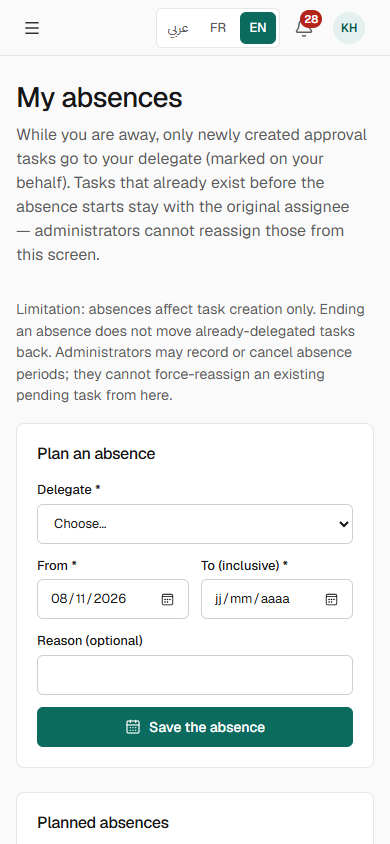 عربي FR EN 28 KH
My absences
While you are away, only newly created approval
tasks go to your delegate (marked on your
behalf). Tasks that already exist before the
absence starts stay with the original assignee
— administrators cannot reassign those from
this screen.
Limitation: absences affect task creation only. Ending
an absence does not move already-delegated tasks
back. Administrators may record or cancel absence
periods; they cannot force-reassign an existing
pending task from here.
Plan an absence
Delegate *
Choose...
From * To (inclusive) *
08/11/2026 jj/mm/aaaa
Reason (optional)
Save the absence
Planned absences